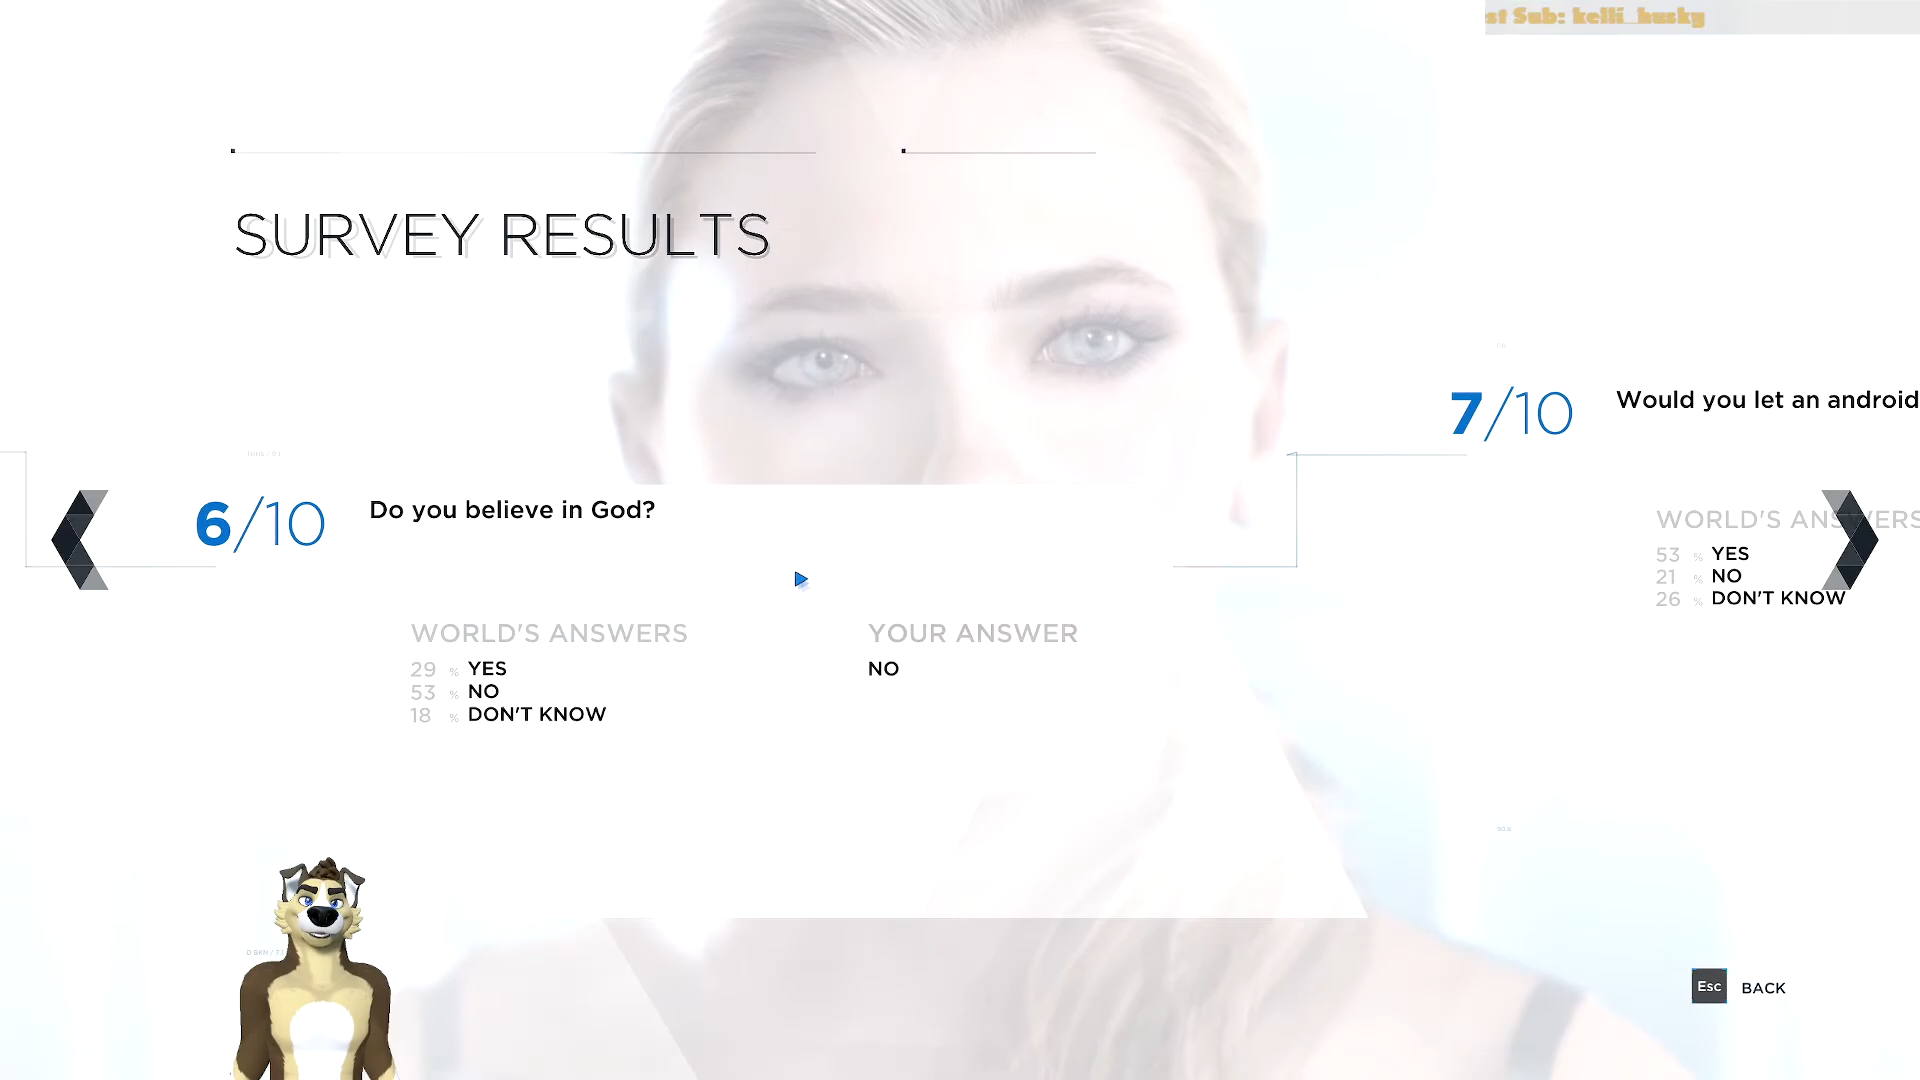 st Sub: kelli_husky
SURVEY RESULTS
6/10
Do you believe in God?
WORLD'S ANSWERS
29 % YES
53 % NO
18 % DON'T KNOW
YOUR ANSWER
NO
7/10
Would you let an android
WORLD'S ANSWERS
53 % YES
21 % NO
26 % DON'T KNOW
Esc BACK